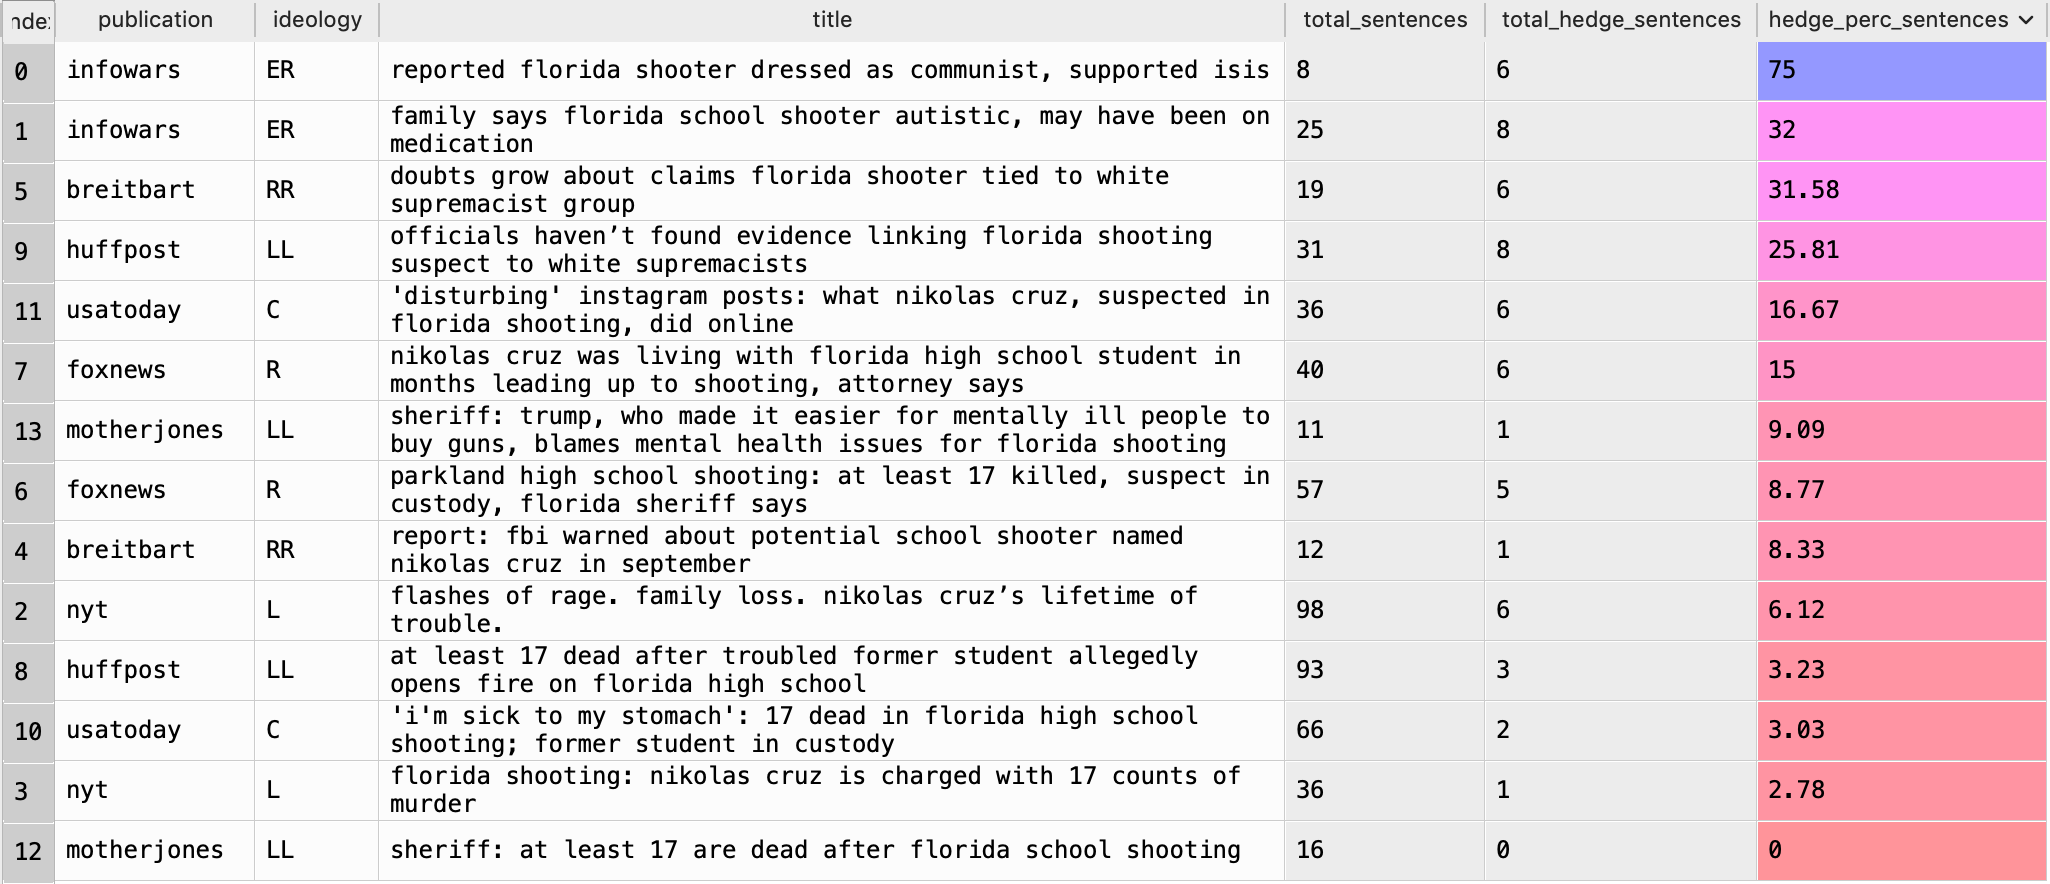 nde publication ideology title total_sentences total_hedge_sentences hedge_perc_sentences
0 infowars ER reported florida shooter dressed as communist, supported isis 8 6 75
1 infowars ER family says florida school shooter autistic, may have been on 25 8 32
medication
5 breitbart RR doubts grow about claims florida shooter tied to white 19 6 31.58
supremacist group
9 huffpost LL officials haven’t found evidence linking florida shooting 31 8 25.81
suspect to white supremacists
11 usatoday C 'disturbing' instagram posts: what nikolas cruz, suspected in 36 6 16.67
florida shooting, did online
7 foxnews R nikolas cruz was living with florida high school student in 40 6 15
months leading up to shooting, attorney says
13 motherjones LL sheriff: trump, who made it easier for mentally ill people to 11 1 9.09
buy guns, blames mental health issues for florida shooting
6 foxnews R parkland high school shooting: at least 17 killed, suspect in 57 5 8.77
custody, florida sheriff says
4 breitbart RR report: fbi warned about potential school shooter named 12 1 8.33
nikolas cruz in september
2 nyt L flashes of rage. family loss. nikolas cruz’s lifetime of 98 6 6.12
trouble.
8 huffpost LL at least 17 dead after troubled former student allegedly 93 3 3.23
opens fire on florida high school
10 usatoday C 'i'm sick to my stomach': 17 dead in florida high school 66 2 3.03
shooting; former student in custody
3 nyt L florida shooting: nikolas cruz is charged with 17 counts of 36 1 2.78
murder
12 motherjones LL sheriff: at least 17 are dead after florida school shooting 16 0 0